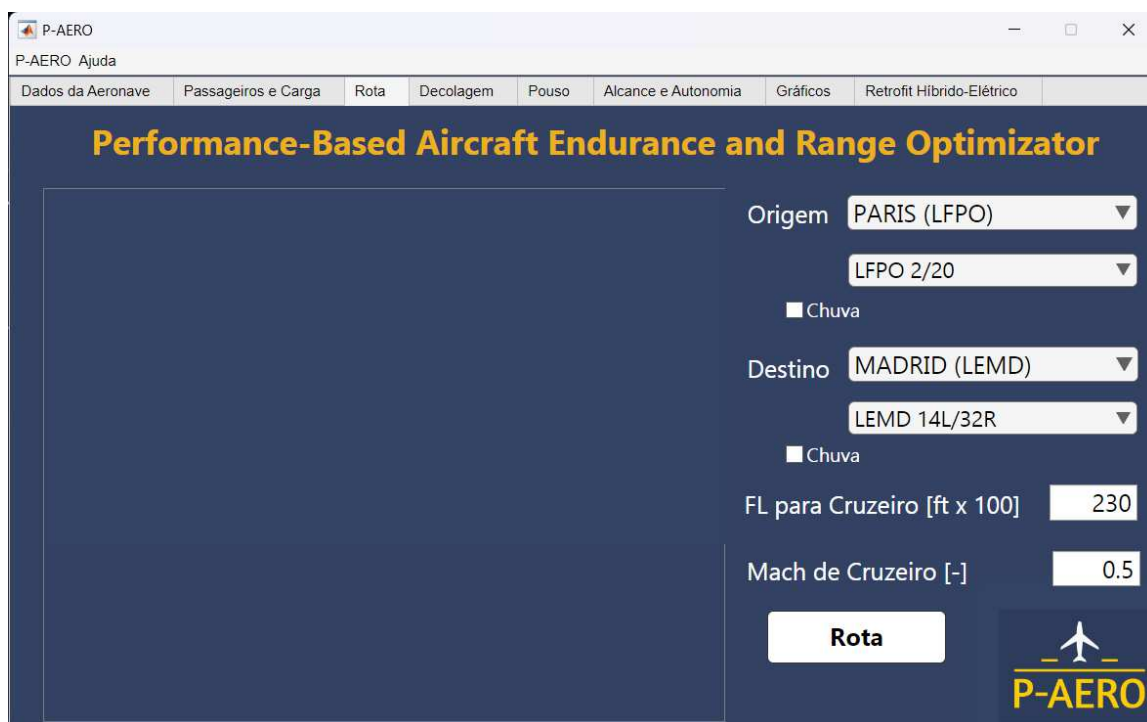 P-AERO
P-AERO Ajuda
Dados da Aeronave Passageiros e Carga Rota Decolagem Pouso Alcance e Autonomia Gráficos Retrofit Híbrido-Elétrico
Performance-Based Aircraft Endurance and Range Optimizator
Origem PARIS (LFPO)
LFPO 2/20
Chuva
Destino MADRID (LEMD)
LEMD 14L/32R
Chuva
FL para Cruzeiro [ft x 100] 230
Mach de Cruzeiro [-] 0.5
Rota
P-AERO